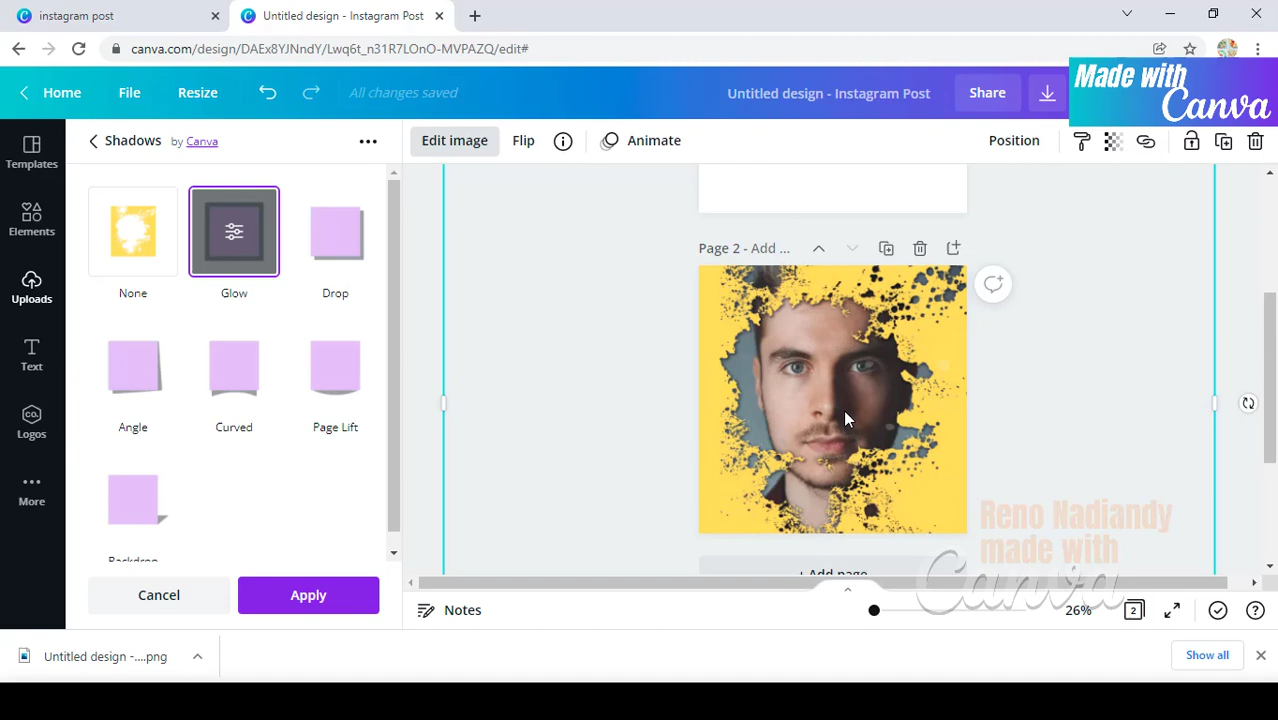 instagram post
Untitled design - Instagram Post
canva.com/design/DAEx8YJNndY/Lwq6t_n31R7LOnO-MVPAZQ/edit#
Made with
Canva
Home
File
Resize
All changes saved
Untitled design - Instagram Post
Share
Shadows by Canva
Edit image
Flip
Animate
Position
Templates
Elements
Uploads
Text
CO.
Logos
More
None
Glow
Drop
Angle
Curved
Page Lift
Backdrop
Cancel
Apply
Page 2 - Add ...
+ Add page
Reno Nadiandy
made with
Canva
Notes
26%
2
Untitled design -....png
Show all